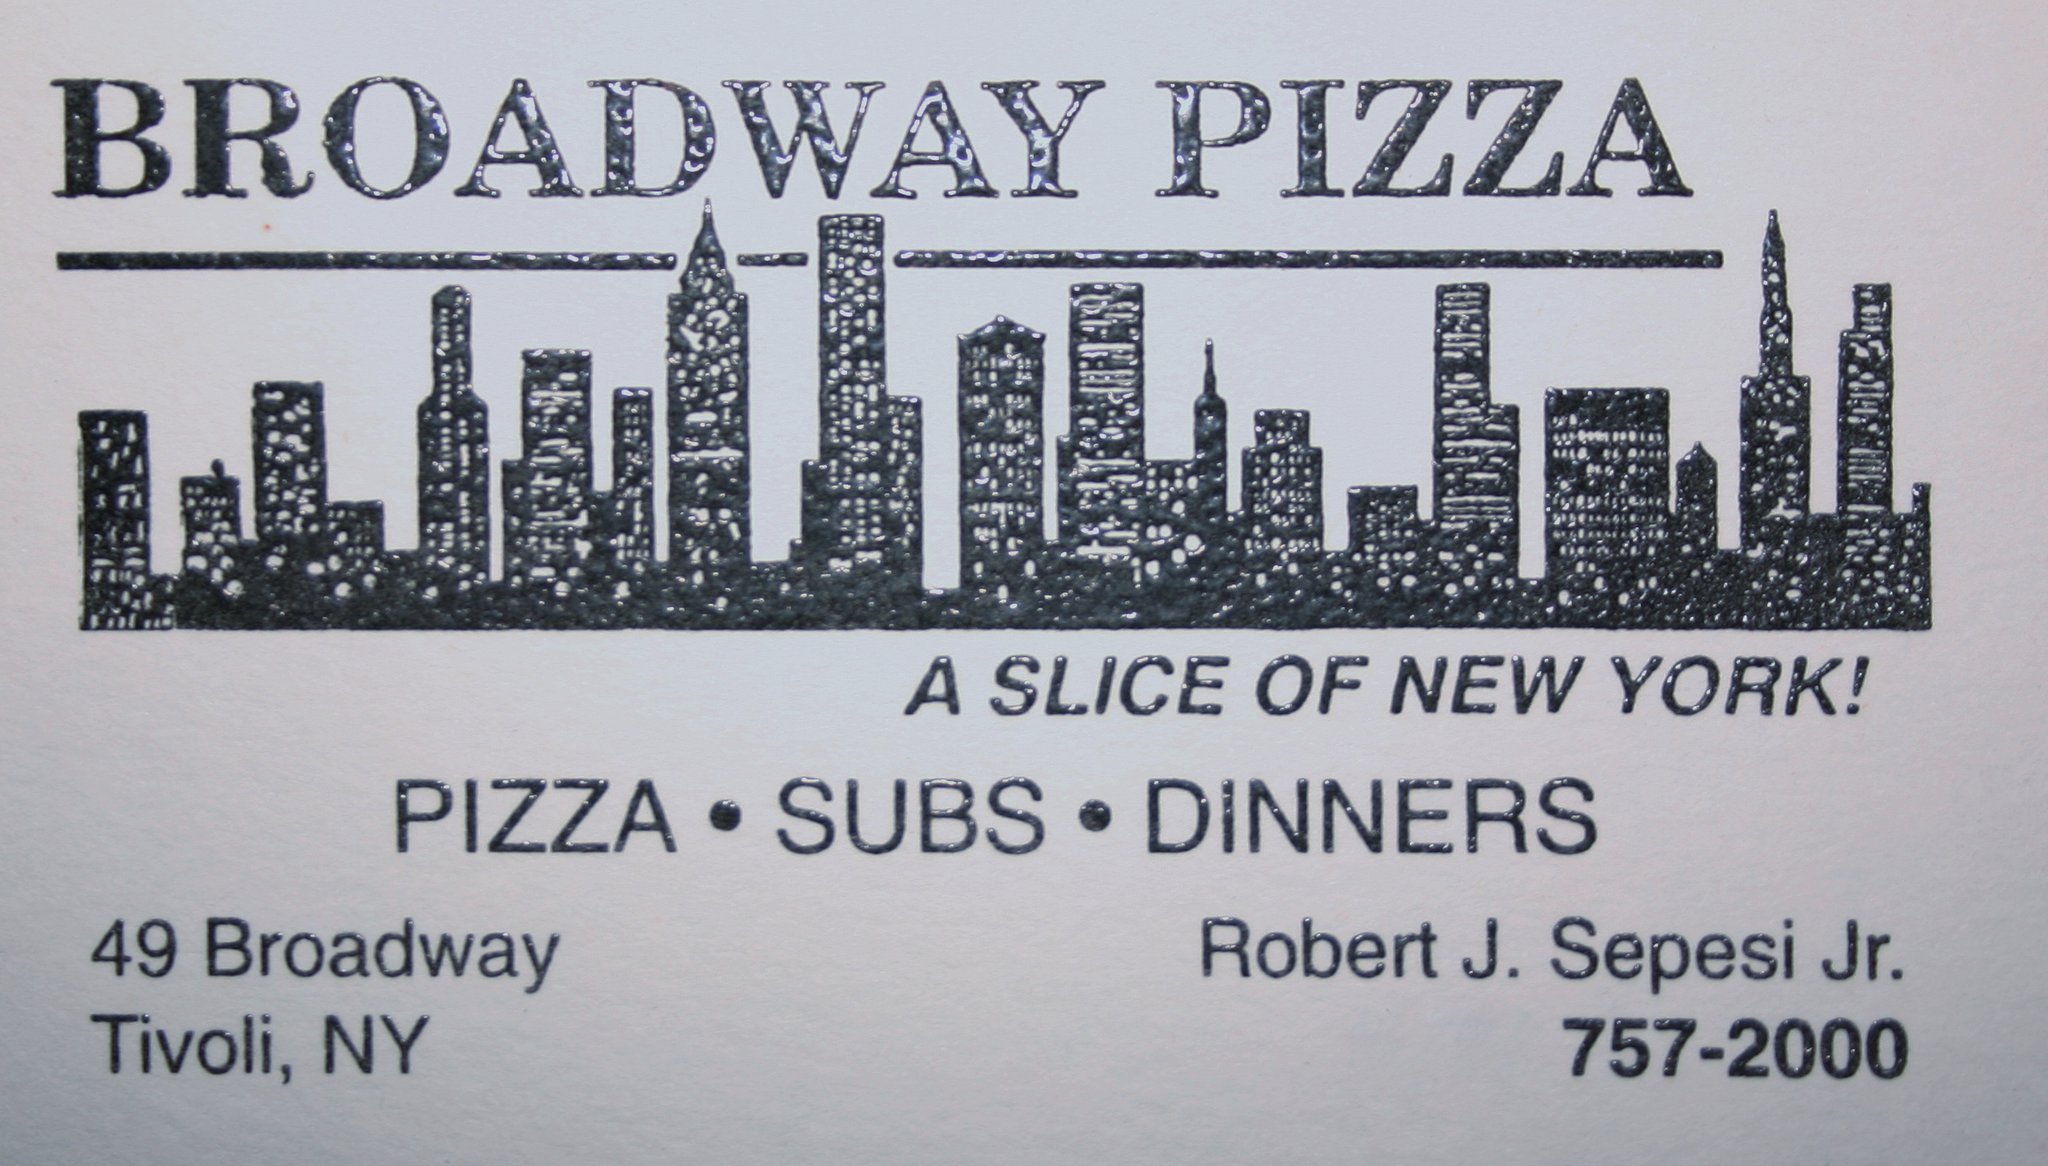 BROADWAY PIZZA
A SLICE OF NEW YORK!
PIZZA • SUBS • DINNERS
49 Broadway
Tivoli, NY
Robert J. Sepesi Jr.
757-2000